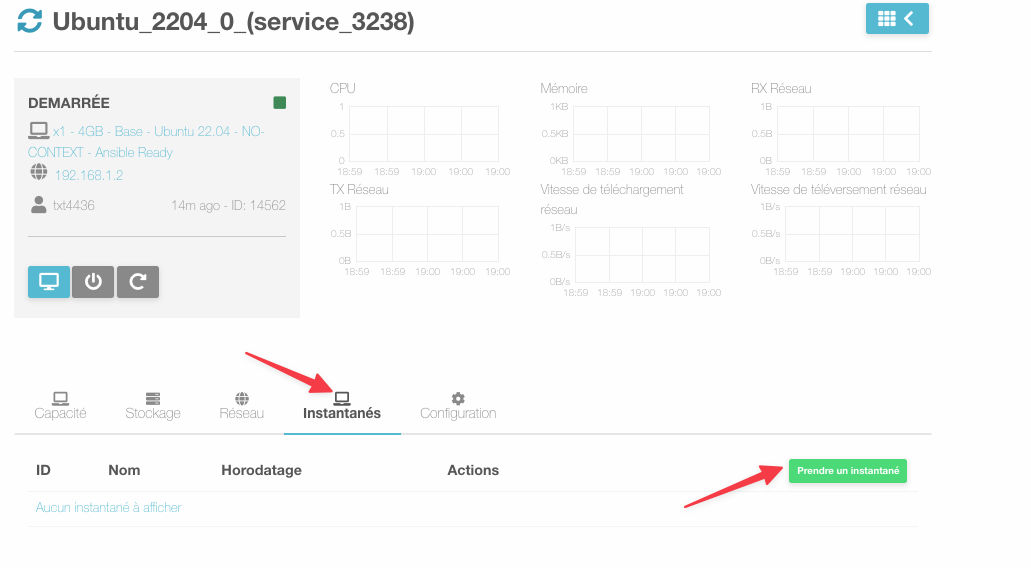 Ubuntu_2204_0_(service_3238)
DEMARRÉE
x1 - 4GB - Base - Ubuntu 22.04 - NO-
CONTEXT - Ansible Ready
192.168.1.2
txt4436 14m ago - ID: 14562
CPU
1
0.5
0
18:59 18:59 19:00 19:00 19:00
Mémoire
1KB
0.5KB
0KB
18:59 18:59 19:00 19:00 19:00
RX Réseau
1B
0.5B
0B
18:59 18:59 19:00 19:00 19:00
TX Réseau
1B
0.5B
0B
18:59 18:59 19:00 19:00 19:00
Vitesse de téléchargement
réseau
1B/s
0.5B/s
0B/s
18:59 18:59 19:00 19:00 19:00
Vitesse de téléversement réseau
1B/s
0.5B/s
0B/s
18:59 18:59 19:00 19:00 19:00
Capacité Stockage Réseau Instantanés Configuration
ID Nom Horodatage Actions Prendre un instantané
Aucun instantané à afficher